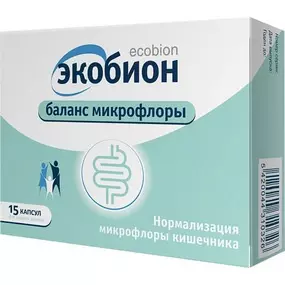 ecobion
ЭКОБИОН
баланс микрофлоры
15 КАПСУЛ
Нормализация
микрофлоры кишечника